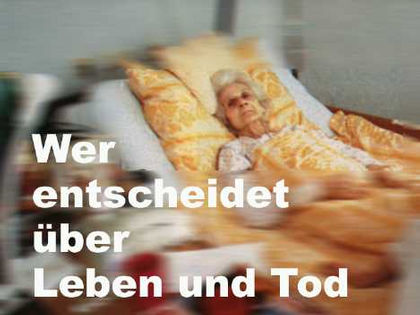 Wer
entscheidet
über
Leben und Tod